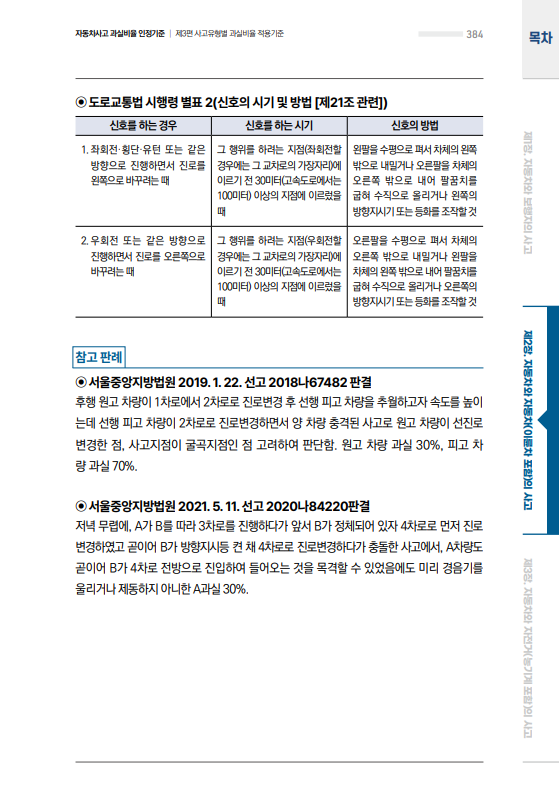 자동차사고 과실비율 인정기준 | 제3편 사고유형별 과실비율 적용기준
384
목차
◉ 도로교통법 시행령 별표 2(신호의 시기 및 방법 [제21조 관련])
신호를 하는 경우
신호를 하는 시기
신호의 방법
1. 좌회전·횡단·유턴 또는 같은
방향으로 진행하면서 진로를
왼쪽으로 바꾸려는 때
그 행위를 하려는 지점(좌회전할
경우에는 그 교차로의 가장자리)에
이르기 전 30미터(고속도로에서는
100미터) 이상의 지점에 이르렀을
때
왼팔을 수평으로 펴서 차체의 왼쪽
밖으로 내밀거나 오른팔을 차체의
오른쪽 밖으로 내어 팔꿈치를
굽혀 수직으로 올리거나 왼쪽의
방향지시기 또는 등화를 조작할 것
2. 우회전 또는 같은 방향으로
진행하면서 진로를 오른쪽으로
바꾸려는 때
그 행위를 하려는 지점(우회전할
경우에는 그 교차로의 가장자리)에
이르기 전 30미터(고속도로에서는
100미터) 이상의 지점에 이르렀을
때
오른팔을 수평으로 펴서 차체의
오른쪽 밖으로 내밀거나 왼팔을
차체의 왼쪽 밖으로 내어 팔꿈치를
굽혀 수직으로 올리거나 오른쪽의
방향지시기 또는 등화를 조작할 것
참고 판례
◉ 서울중앙지방법원 2019. 1. 22. 선고 2018나67482 판결
후행 원고 차량이 1차로에서 2차로로 진로변경 후 선행 피고 차량을 추월하고자 속도를 높이
는데 선행 피고 차량이 2차로로 진로변경하면서 양 차량 충격된 사고로 원고 차량이 선진로
변경한 점, 사고지점이 굴곡지점인 점 고려하여 판단함. 원고 차량 과실 30%, 피고 차
량 과실 70%.
◉ 서울중앙지방법원 2021. 5. 11. 선고 2020나84220판결
저녁 무렵에, A가 B를 따라 3차로를 진행하다가 앞서 B가 정체되어 있자 4차로로 먼저 진로
변경하였고 곧이어 B가 방향지시등 켠 채 4차로로 진로변경하다가 충돌한 사고에서, A차량도
곧이어 B가 4차로 전방으로 진입하여 들어오는 것을 목격할 수 있었음에도 미리 경음기를
울리거나 제동하지 아니한 A과실 30%.
제1장. 자동차와 보행자의 사고
제2장. 자동차와 자동차(이륜차 포함)의 사고
제3장. 자동차와 자전거(농기계 포함)의 사고